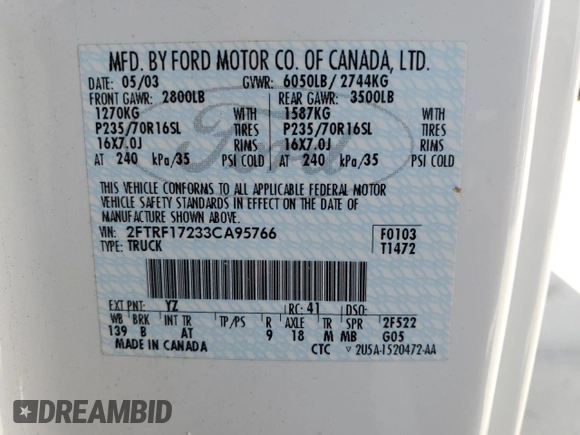 MFD. BY FORD MOTOR CO. OF CANADA, LTD.
DATE: 05/03 GVWR: 6050LB/ 2744KG
FRONT GAWR: 2800LB REAR GAWR: 3500LB
1270KG WITH 1587KG WITH
P235/70R16SL TIRES P235/70R16SL TIRES
16X7.0J RIMS 16X7.0J RIMS
AT 240 kPa/35 PSI COLD AT 240 kPa/35 PSI COLD
Ford
THIS VEHICLE CONFORMS TO ALL APPLICABLE FEDERAL MOTOR
VEHICLE SAFETY STANDARDS IN EFFECT ON THE DATE OF
MANUFACTURE SHOWN ABOVE.
VIN: 2FTRF17233CA95766 F0103
TYPE: TRUCK T1472
EXT PNT: YZ RC: 41 DSO:
WB BRK INT TR TP/PS R AXLE TR SPR 2F522
139 B AT 9 18 M MB G05
MADE IN CANADA CTC ▽ 2U5A-1520472-AA
DREAMBID